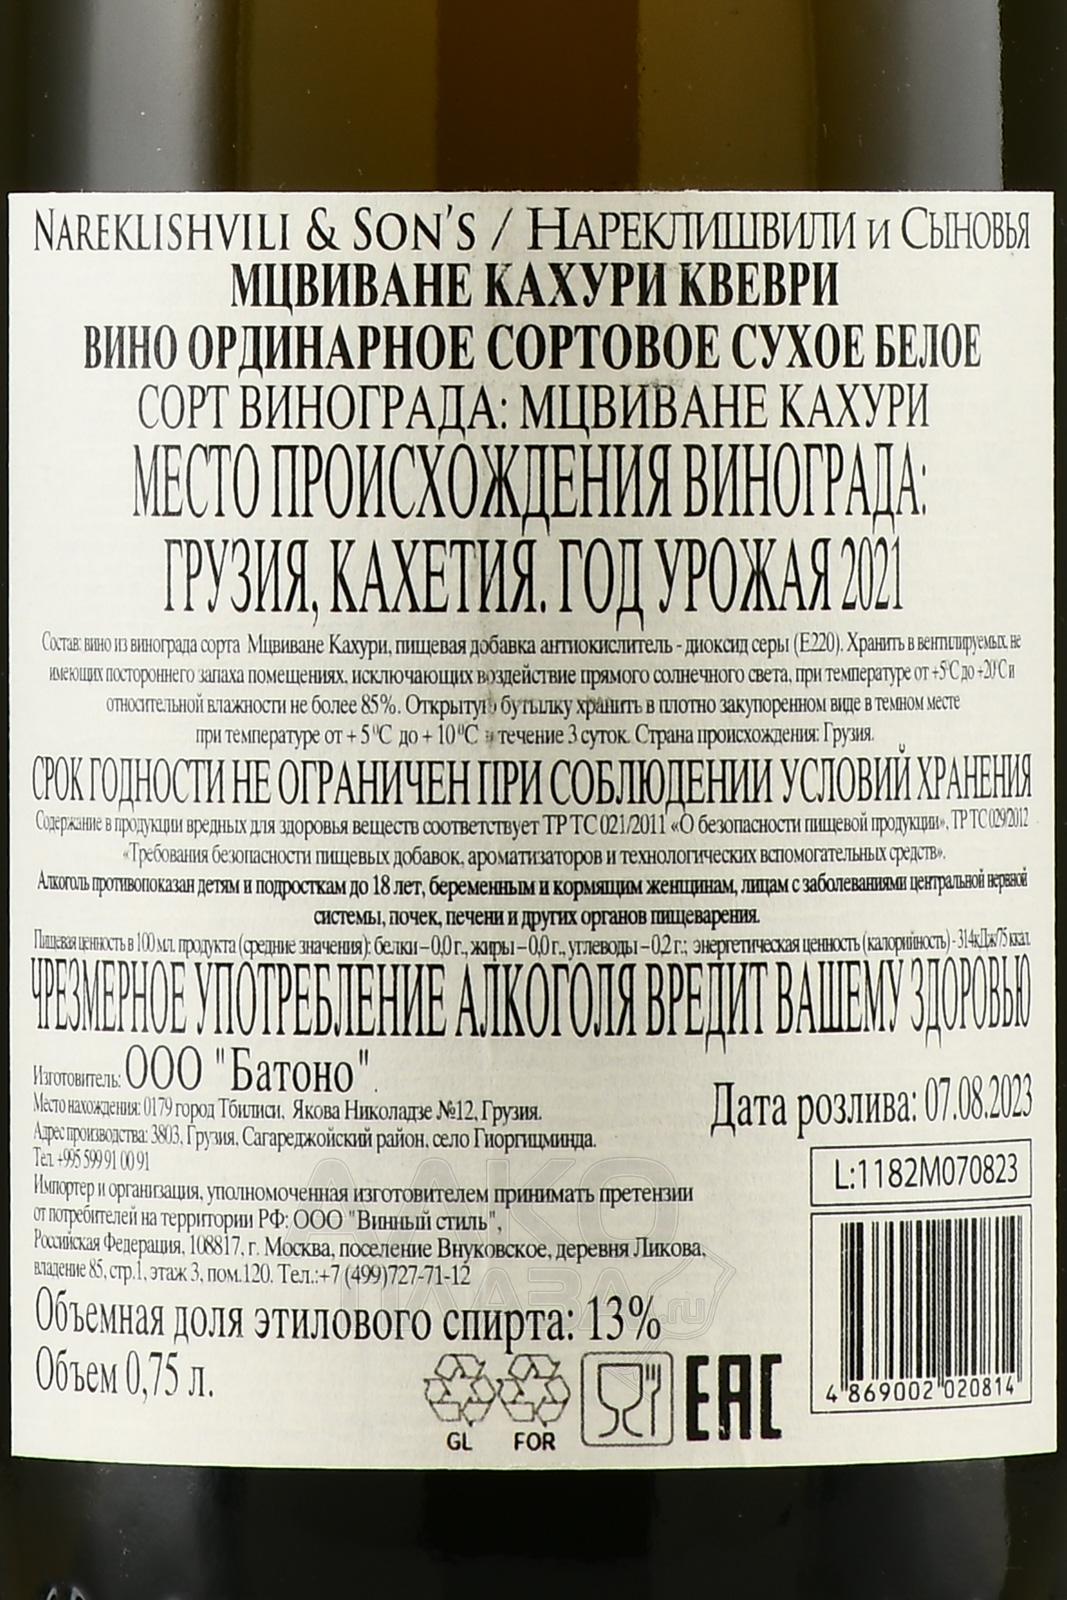 NAREKLISHVILI & SON'S / НАРЕКЛИШВИЛИ И СЫНОВЬЯ
МЦВИВАНЕ КАХУРИ КВЕВРИ
ВИНО ОРДИНАРНОЕ СОРТОВОЕ СУХОЕ БЕЛОЕ
СОРТ ВИНОГРАДА: МЦВИВАНЕ КАХУРИ
МЕСТО ПРОИСХОЖДЕНИЯ ВИНОГРАДА:
ГРУЗИЯ, КАХЕТИЯ. ГОД УРОЖАЯ 2021
Состав: вино из винограда сорта Мцвиване Кахури, пищевая добавка антиокислитель - диоксид серы (Е220). Хранить в вентилируемых, не
имеющих постороннего запаха помещениях, исключающих воздействие прямого солнечного света, при температуре от +5°С до +20°С и
относительной влажности не более 85%. Открытую бутылку хранить в плотно закупоренном виде в темном месте
при температуре от + 5 °С до + 10 °С в течение 3 суток. Страна происхождения: Грузия.
СРОК ГОДНОСТИ НЕ ОГРАНИЧЕН ПРИ СОБЛЮДЕНИИ УСЛОВИЙ ХРАНЕНИЯ
Содержание в продукции вредных для здоровья веществ соответствует ТР ТС 021/2011 «О безопасности пищевой продукции», ТР ТС 029/2012
«Требования безопасности пищевых добавок, ароматизаторов и технологических вспомогательных средств».
Алкоголь противопоказан детям и подросткам до 18 лет, беременным и кормящим женщинам, лицам с заболеваниями центральной нервной
системы, почек, печени и других органов пищеварения.
Пищевая ценность в 100 мл. продукта (средние значения): белки – 0,0 г., жиры – 0,0 г., углеводы – 0,2 г.; энергетическая ценность (калорийность) - 314кДж/75 ккал.
ЧРЕЗМЕРНОЕ УПОТРЕБЛЕНИЕ АЛКОГОЛЯ ВРЕДИТ ВАШЕМУ ЗДОРОВЬЮ
Изготовитель: ООО "Батоно".
Место нахождения: 0179 город Тбилиси, Якова Николадзе №12, Грузия.
Адрес производства: 3803, Грузия, Сагареджойский район, село Гиоргицминда.
Тел. +995 599 91 00 91
Дата розлива: 07.08.2023
L:1182M070823
Импортер и организация, уполномоченная изготовителем принимать претензии
от потребителей на территории РФ: ООО "Винный стиль",
Российская Федерация, 108817, г. Москва, поселение Внуковское, деревня Ликова,
владение 85, стр.1, этаж 3, пом.120. Тел.:+7 (499)727-71-12
Объемная доля этилового спирта: 13%
Объем 0,75 л.
GL FOR
EAC
4 869002 020814
АЛКО
ПЛАЗА.ru